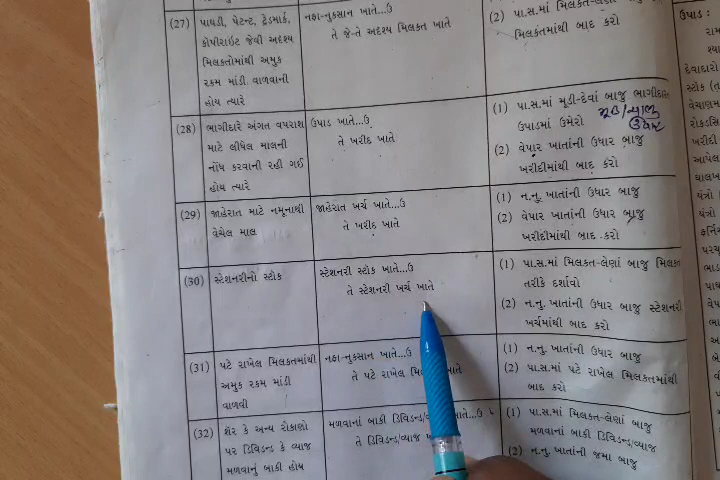 (27) પાઘડી, પેટન્ટ, ટ્રેડમાર્ક,
કોપીરાઇટ જેવી અદૃશ્ય
મિલકતોમાંથી અમુક
રકમ માંડી વાળવાની
હોય ત્યારે
નફા-નુકસાન ખાતે...ઉ
તે જે-તે અદૃશ્ય મિલકત ખાતે
(2) પા.સ.માં મિલકત-લેણાં
મિલકતમાંથી બાદ કરો
(28) ભાગીદારે અંગત વપરાશ
માટે લીધેલ માલની
નોંધ કરવાની રહી ગઈ
હોય ત્યારે
ઉપાડ ખાતે...ઉ
તે ખરીદ ખાતે
(1) પા.સ.માં મૂડી-દેવાં બાજુ ભાગીદારના
ઉપાડમાં ઉમેરો
(2) વેપાર ખાતાંની ઉધાર બાજુ
ખરીદીમાંથી બાદ કરો
(29) જાહેરાત માટે નમૂનાથી
વેચેલ માલ
જાહેરાત ખર્ચ ખાતે...ઉ
તે ખરીદ ખાતે
(1) ન.નુ. ખાતાંની ઉધાર બાજુ
(2) વેપાર ખાતાંની ઉધાર બાજુ
ખરીદીમાંથી બાદ કરો
(30) સ્ટેશનરીનો સ્ટોક
સ્ટેશનરી સ્ટોક ખાતે...ઉ
તે સ્ટેશનરી ખર્ચ ખાતે
(1) પા.સ.માં મિલકત-લેણાં બાજુ મિલકત
તરીકે દર્શાવો
(2) ન.નુ. ખાતાંની ઉધાર બાજુ સ્ટેશનરી
ખર્ચમાંથી બાદ કરો
(31) પટે રાખેલ મિલકતમાંથી
અમુક રકમ માંડી
વાળવી
નફા-નુકસાન ખાતે...ઉ
તે પટે રાખેલ ખાતે
(1) ન.નુ. ખાતાંની ઉધાર બાજુ
(2) પા.સ.માં પટે રાખેલ મિલકતમાંથી
બાદ કરો
(32) શેર કે અન્ય રોકાણો
પર ડિવિડન્ડ કે વ્યાજ
મળવાનું બાકી હોય
મળવાનાં બાકી ડિવિડન્ડ/ ખાતે...ઉ
તે ડિવિડન્ડ/વ્યાજ
(1) પા.સ.માં મિલકત-લેણાં બાજુ
મળવાનાં બાકી ડિવિડન્ડ/વ્યાજ
(2) ન.નુ. ખાતાંની જમા બાજુ
ઉપાડ :